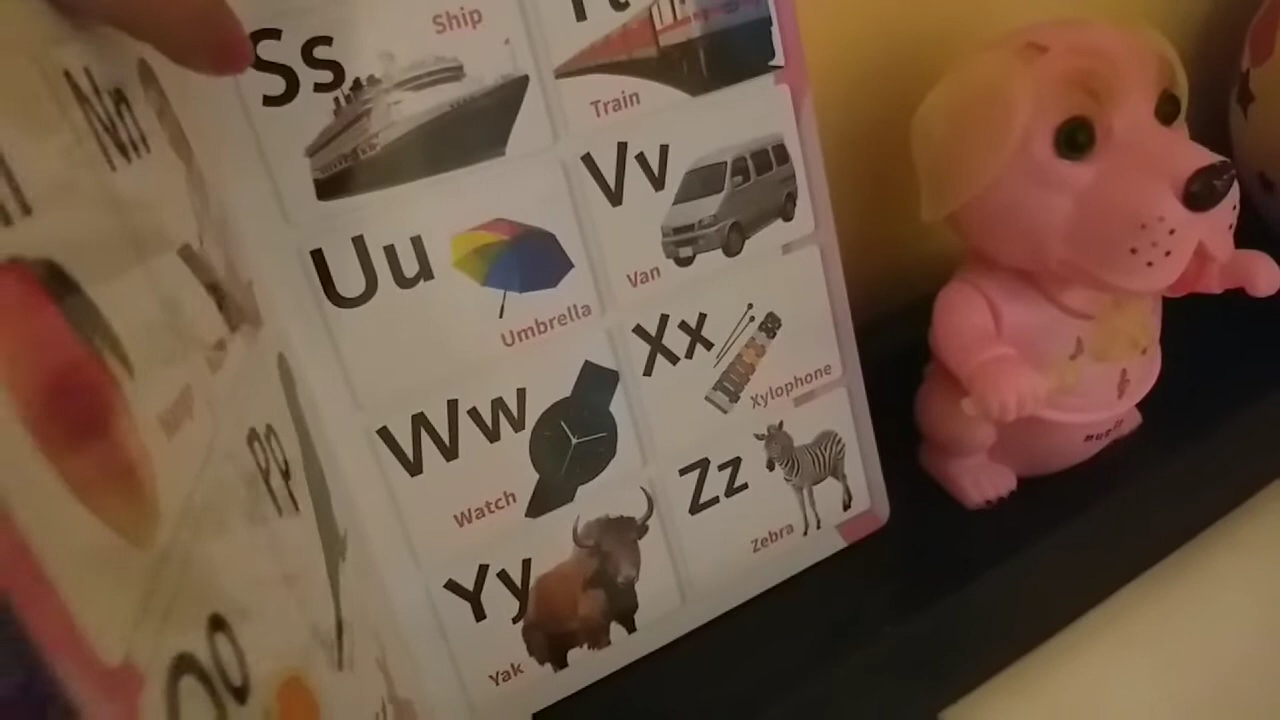 Nn
Pp
Oo
Ss
Ship
Train
Uu
Umbrella
Vv
Van
Ww
Watch
Xx
Xylophone
Yy
Yak
Zz
Zebra